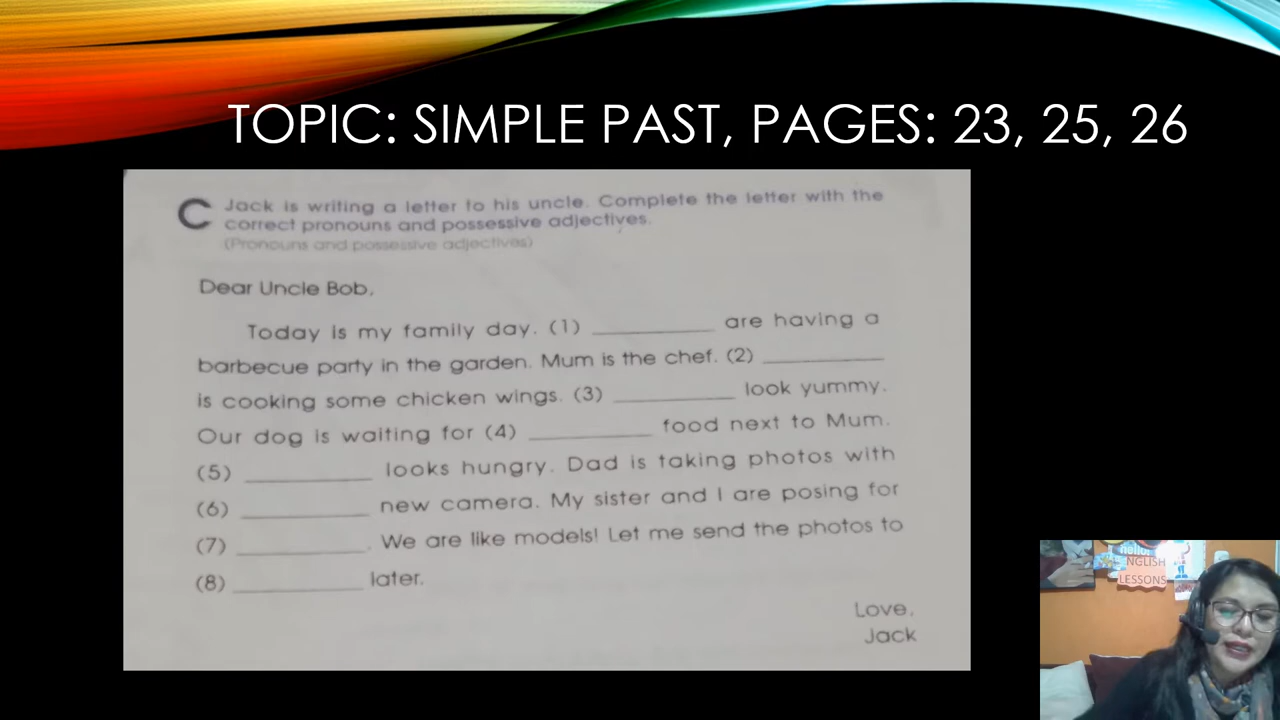 TOPIC: SIMPLE PAST, PAGES: 23, 25, 26
C Jack is writing a letter to his uncle. Complete the letter with the
correct pronouns and possessive adjectives.
(Pronouns and possessive adjectives)
Dear Uncle Bob,
Today is my family day. (1) __________ are having a
barbecue party in the garden. Mum is the chef. (2) __________
is cooking some chicken wings. (3) __________ look yummy.
Our dog is waiting for (4) __________ food next to Mum.
(5) __________ looks hungry. Dad is taking photos with
(6) __________ new camera. My sister and I are posing for
(7) __________. We are like models! Let me send the photos to
(8) __________ later.
Love,
Jack
hello!
ENGLISH
LESSONS